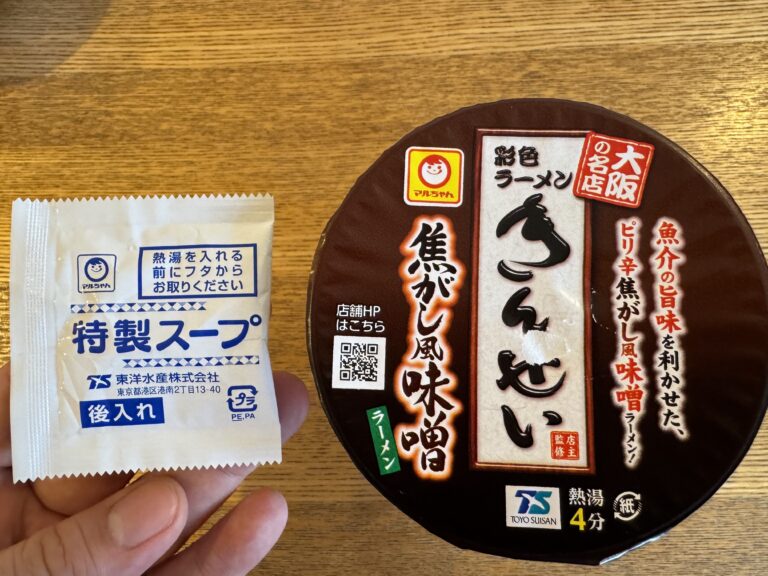 マルちゃん
熱湯を入れる
前にフタから
お取りください
特製スープ
TS 東洋水産株式会社
東京都港区港南2丁目13-40
後入れ
プラ
PE,PA
大阪
の名店
マルちゃん
彩色
ラーメン
きんせい
魚介の旨味を利かせた、
ピリ辛焦がし風味噌ラーメン!
焦がし風味噌
ラーメン
店舗HP
はこちら
店主
監修
TS
TOYO SUISAN
熱湯
4分
紙